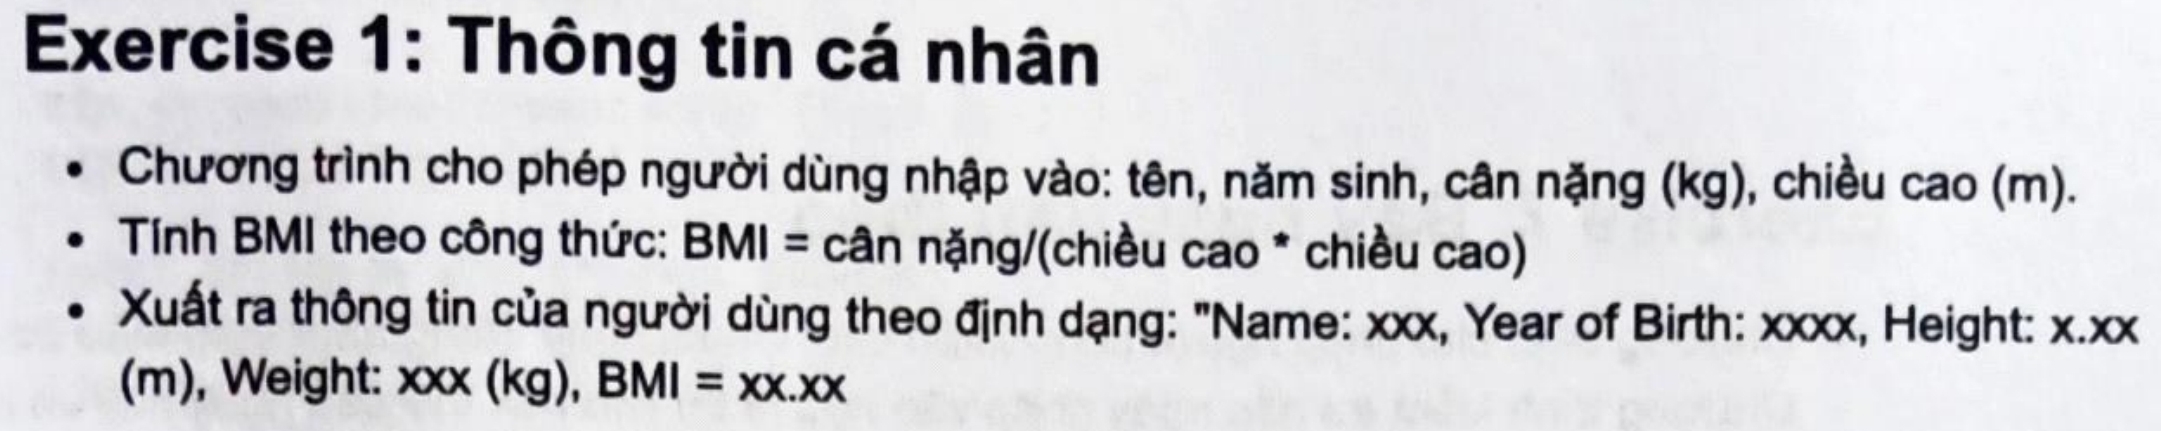 Exercise 1: Thông tin cá nhân
• Chương trình cho phép người dùng nhập vào: tên, năm sinh, cân nặng (kg), chiều cao (m).
• Tính BMI theo công thức: BMI = cân nặng/(chiều cao * chiều cao)
• Xuất ra thông tin của người dùng theo định dạng: "Name: xxx, Year of Birth: xxxx, Height: x.xx
(m), Weight: xxx (kg), BMI = xx.xx